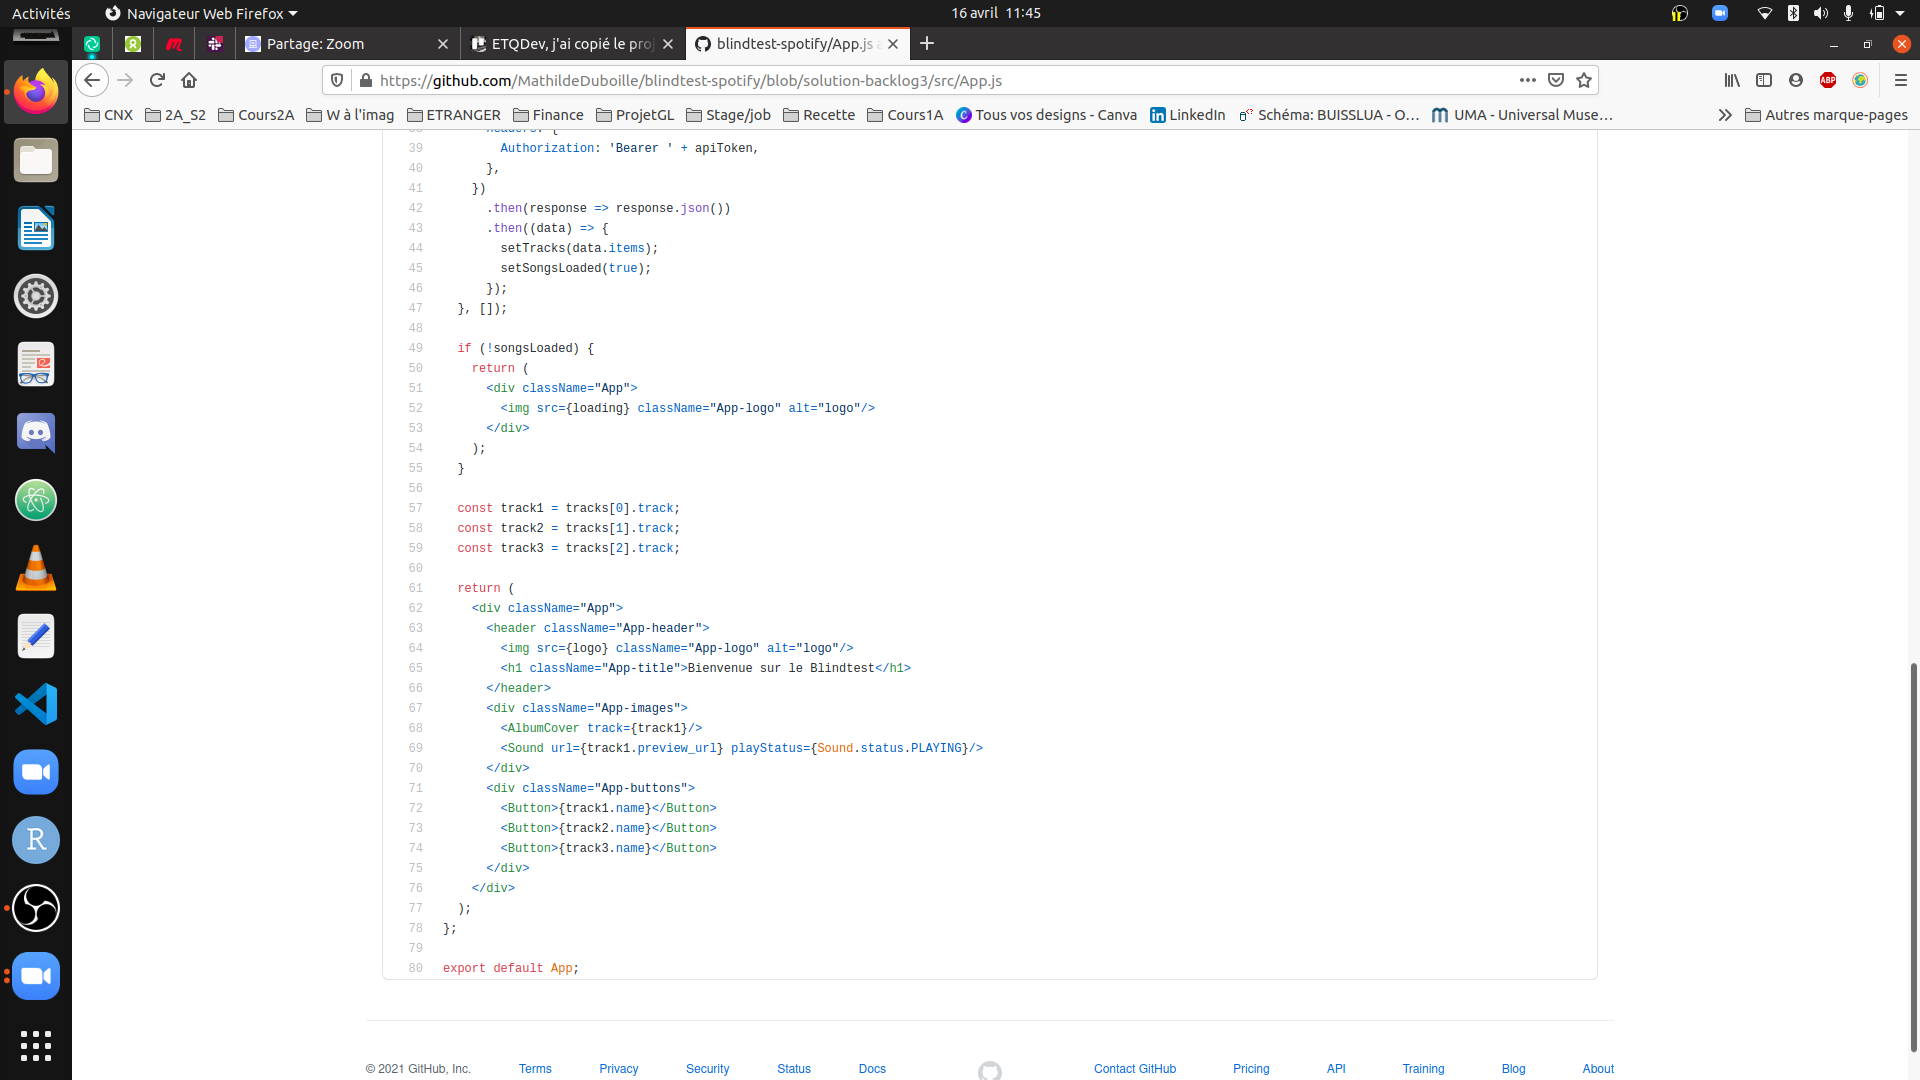 Activités
Navigateur Web Firefox
16 avril 11:45
Partage: Zoom
ETQDev, j'ai copié le pro
blindtest-spotify/App.js a
https://github.com/MathildeDuboille/blindtest-spotify/blob/solution-backlog3/src/App.js
ABP
CNX
2A_S2
Cours2A
W à l'imag
ETRANGER
Finance
ProjetGL
Stage/job
Recette
Cours1A
Tous vos designs - Canva
LinkedIn
Schéma: BUISSLUA - O…
UMA - Universal Muse…
Autres marque-pages
38 headers: {
39 Authorization: 'Bearer ' + apiToken,
40 },
41 })
42 .then(response => response.json())
43 .then((data) => {
44 setTracks(data.items);
45 setSongsLoaded(true);
46 });
47 }, []);
48
49 if (!songsLoaded) {
50 return (
51 <div className="App">
52 <img src={loading} className="App-logo" alt="logo"/>
53 </div>
54 );
55 }
56
57 const track1 = tracks[0].track;
58 const track2 = tracks[1].track;
59 const track3 = tracks[2].track;
60
61 return (
62 <div className="App">
63 <header className="App-header">
64 <img src={logo} className="App-logo" alt="logo"/>
65 <h1 className="App-title">Bienvenue sur le Blindtest</h1>
66 </header>
67 <div className="App-images">
68 <AlbumCover track={track1}/>
69 <Sound url={track1.preview_url} playStatus={Sound.status.PLAYING}/>
70 </div>
71 <div className="App-buttons">
72 <Button>{track1.name}</Button>
73 <Button>{track2.name}</Button>
74 <Button>{track3.name}</Button>
75 </div>
76 </div>
77 );
78 };
79
80 export default App;
R
© 2021 GitHub, Inc.
Terms
Privacy
Security
Status
Docs
Contact GitHub
Pricing
API
Training
Blog
About